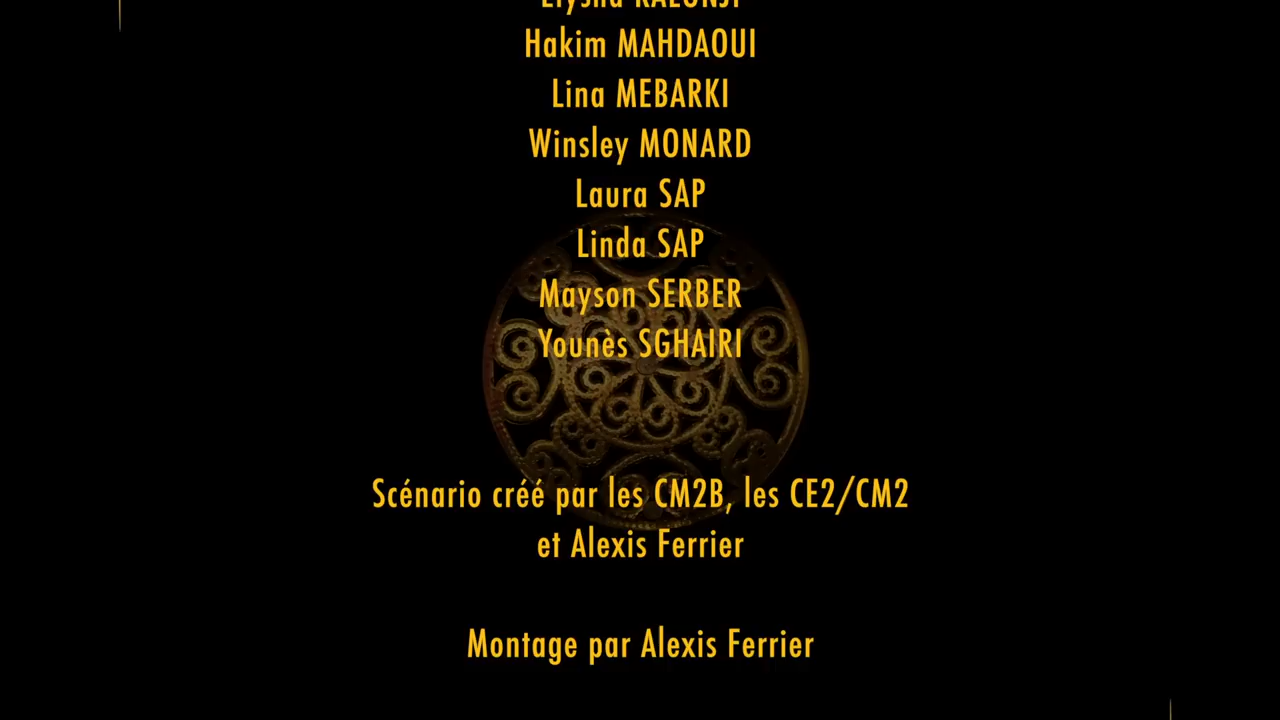 Hakim MAHDAOUI
Lina MEBARKI
Winsley MONARD
Laura SAP
Linda SAP
Mayson SERBER
Younès SGHAIRI
Scénario créé par les CM2B, les CE2/CM2
et Alexis Ferrier
Montage par Alexis Ferrier